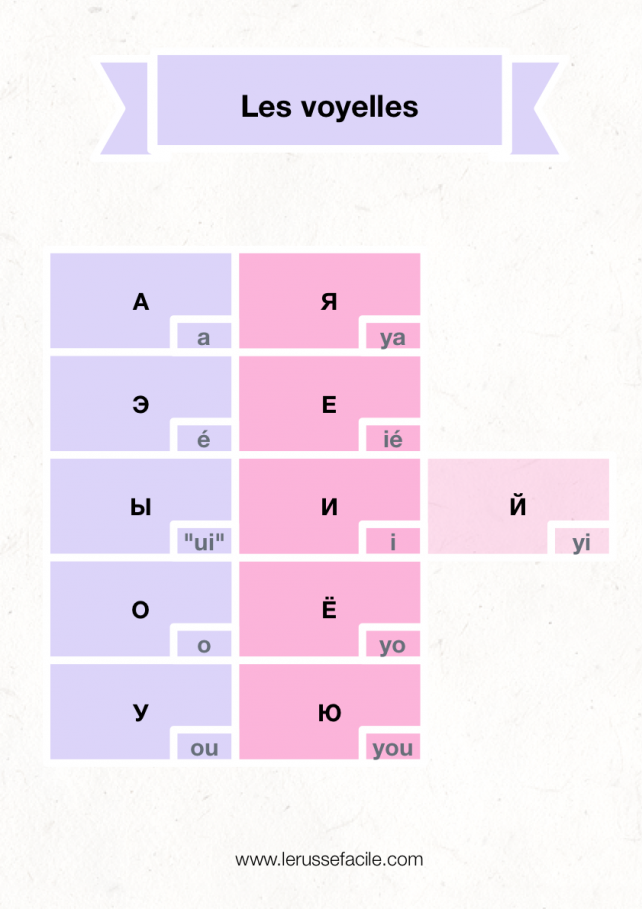 Les voyelles
А Я
a ya
Э Е
é ié
Ы И Й
"ui" i yi
О Ё
o yo
У Ю
ou you
www.lerussefacile.com